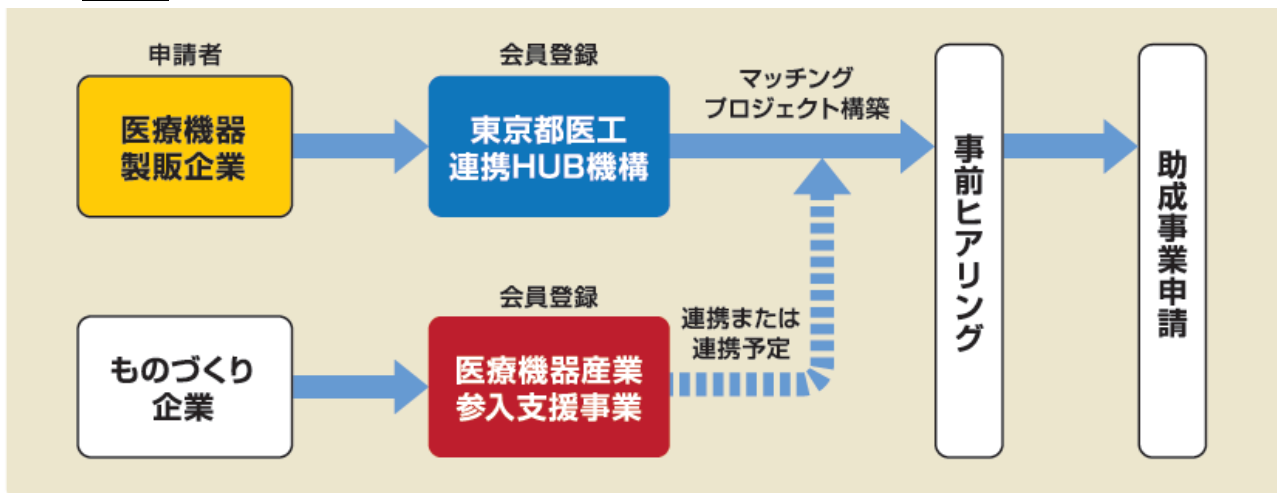 申請者
医療機器
製販企業
会員登録
東京都医工
連携HUB機構
マッチング
プロジェクト構築
ものづくり
企業
会員登録
医療機器産業
参入支援事業
連携または
連携予定
事前ヒアリング
助成事業申請